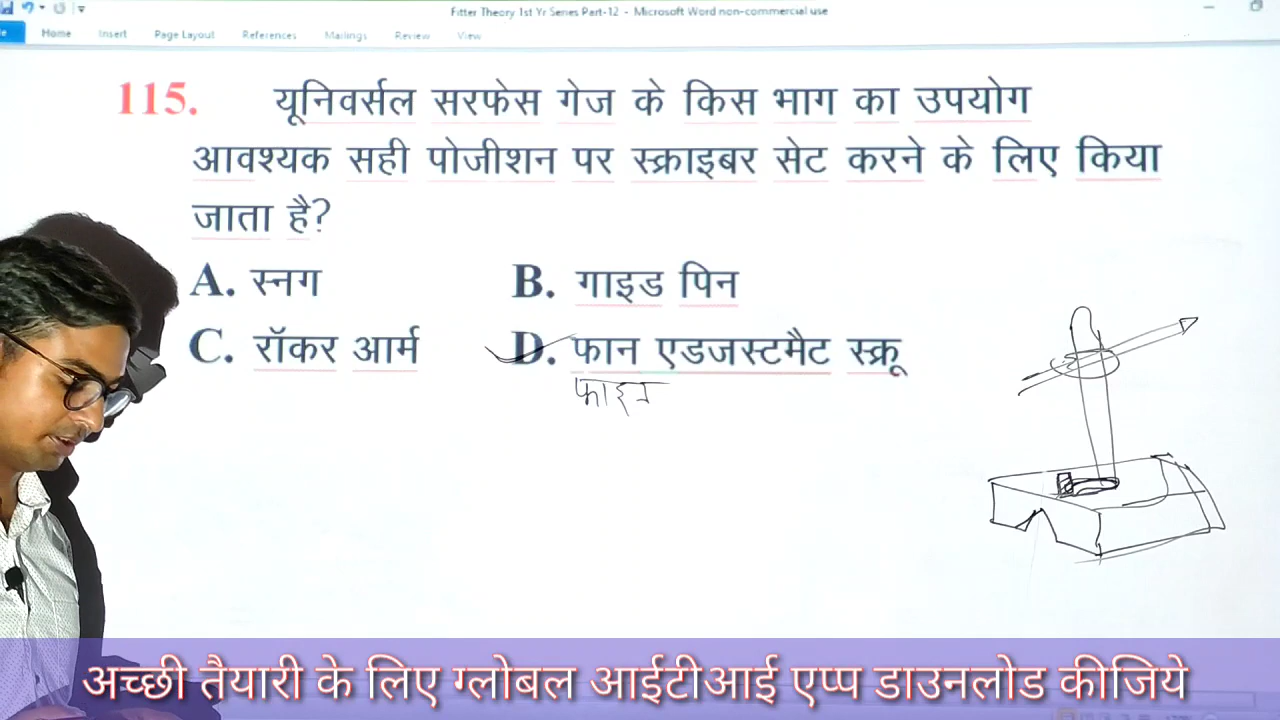 Fitter Theory 1st Yr Series Part-12 - Microsoft Word non-commercial use
Home Insert Page Layout References Mailings Review View
115. यूनिवर्सल सरफेस गेज के किस भाग का उपयोग
आवश्यक सही पोजीशन पर स्क्राइबर सेट करने के लिए किया
जाता है?
A. स्नग B. गाइड पिन
C. रॉकर आर्म D. फान एडजस्टमैट स्क्रू
फाइन
अच्छी तैयारी के लिए ग्लोबल आईटीआई एप्प डाउनलोड कीजिये